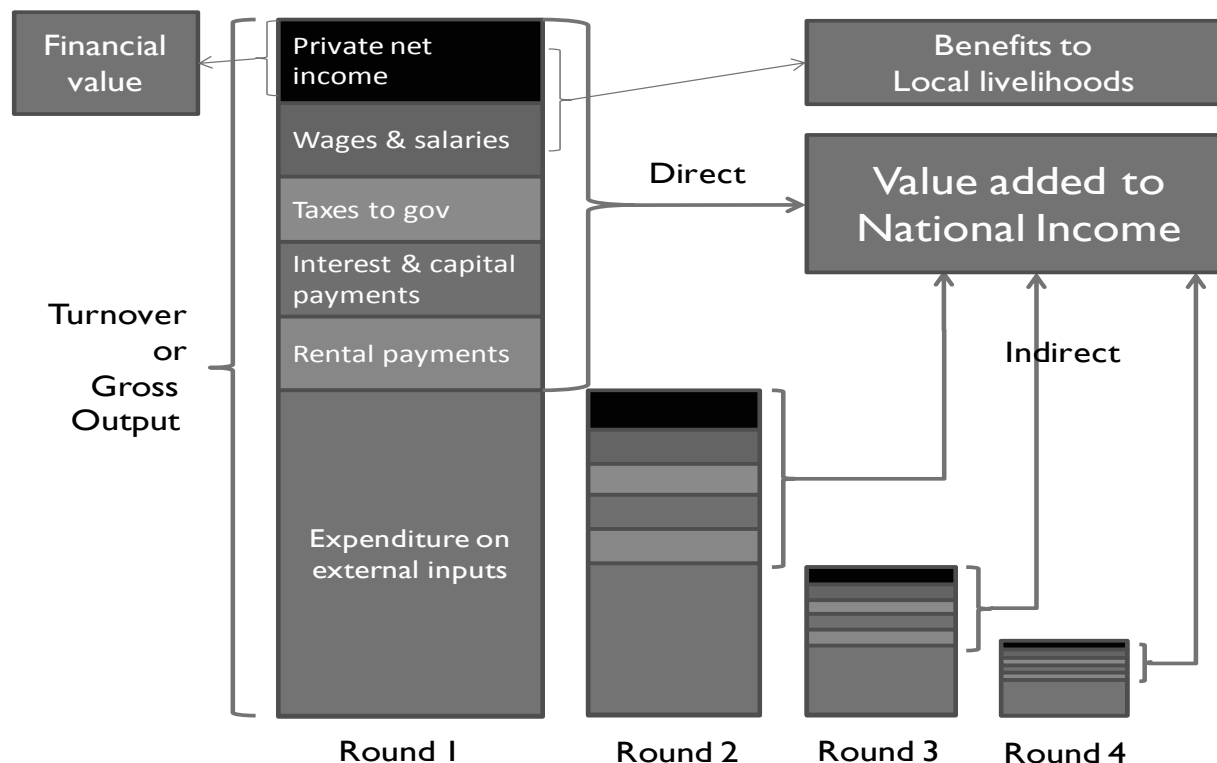 Financial
value
Private net
income
Benefits to
Local livelihoods
Wages & salaries
Direct
Value added to
National Income
Taxes to gov
Interest & capital
payments
Turnover
or
Gross
Output
Rental payments
Indirect
Expenditure on
external inputs
Round 1
Round 2
Round 3
Round 4